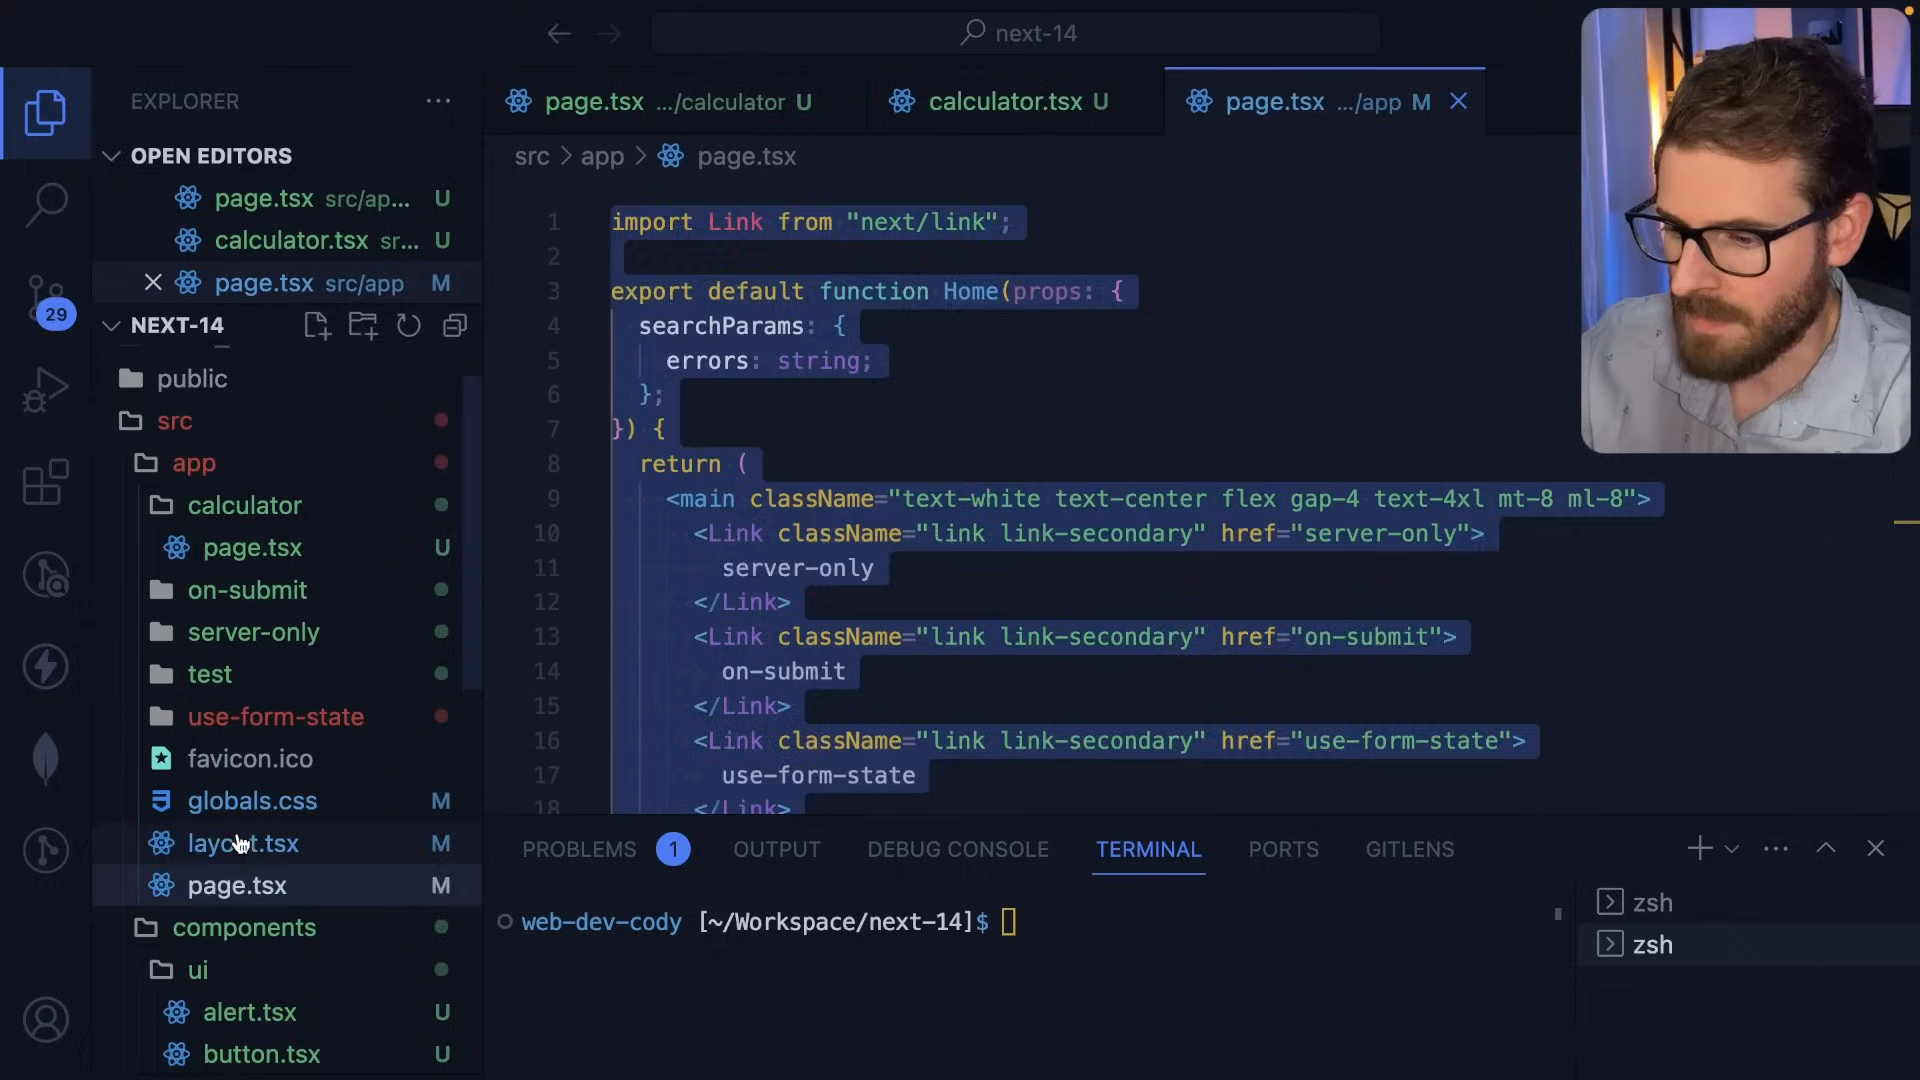 next-14
EXPLORER
page.tsx .../calculator U
calculator.tsx U
page.tsx .../app M
OPEN EDITORS
src > app > page.tsx
page.tsx src/ap... U
calculator.tsx sr... U
page.tsx src/app M
29
NEXT-14
public
src
app
calculator
page.tsx U
on-submit
server-only
test
use-form-state
favicon.ico
globals.css M
layout.tsx M
page.tsx M
components
ui
alert.tsx U
button.tsx U
1 import Link from "next/link";
2
3 export default function Home(props: {
4 searchParams: {
5 errors: string;
6 };
7 }) {
8 return (
9 <main className="text-white text-center flex gap-4 text-4xl mt-8 ml-8">
10 <Link className="link link-secondary" href="server-only">
11 server-only
12 </Link>
13 <Link className="link link-secondary" href="on-submit">
14 on-submit
15 </Link>
16 <Link className="link link-secondary" href="use-form-state">
17 use-form-state
18 </Link>
PROBLEMS 1 OUTPUT DEBUG CONSOLE TERMINAL PORTS GITLENS
web-dev-cody [~/Workspace/next-14]$
zsh
zsh